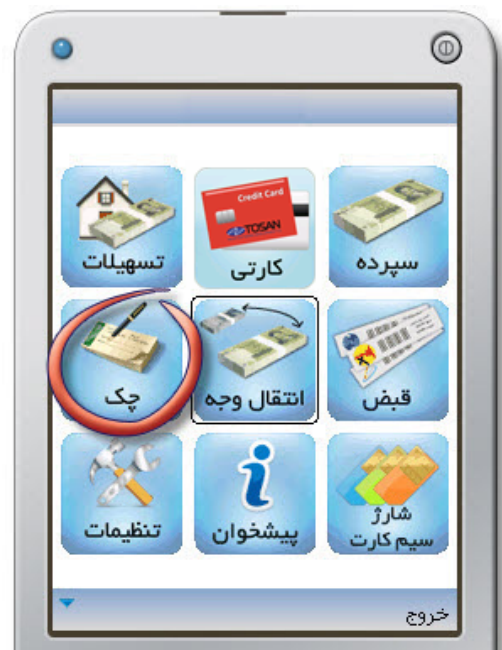 سپرده
Credit Card
TOSAN
کارتی
تسهیلات
قبض
انتقال وجه
چک
شارژ
سیم کارت
پیشخوان
تنظیمات
خروج